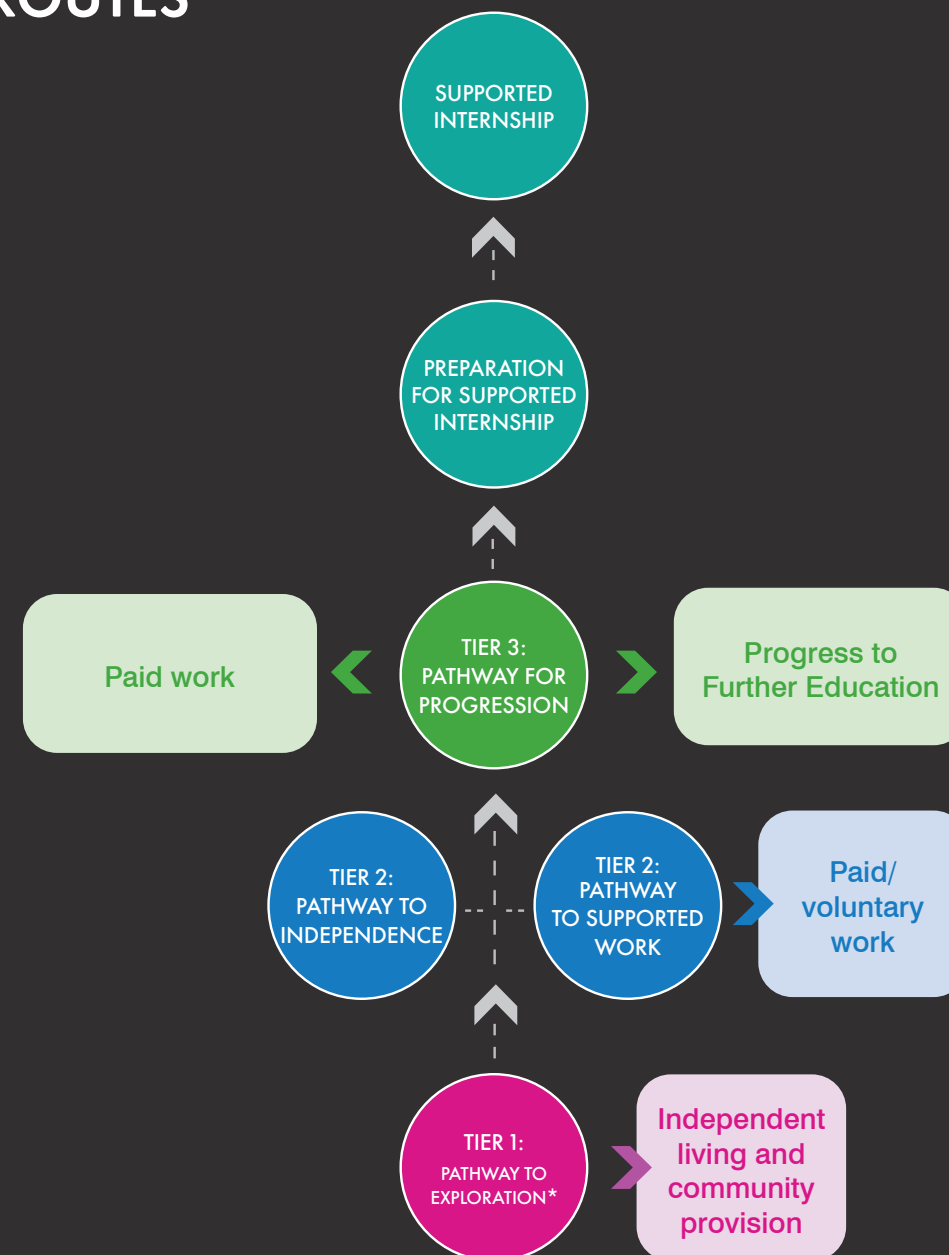 ROUTES
SUPPORTED
INTERNSHIP
PREPARATION
FOR SUPPORTED
INTERNSHIP
Paid work
TIER 3:
PATHWAY FOR
PROGRESSION
Progress to
Further Education
TIER 2:
PATHWAY TO
INDEPENDENCE
TIER 2:
PATHWAY
TO SUPPORTED
WORK
Paid/
voluntary
work
TIER 1:
PATHWAY TO
EXPLORATION*
Independent
living and
community
provision